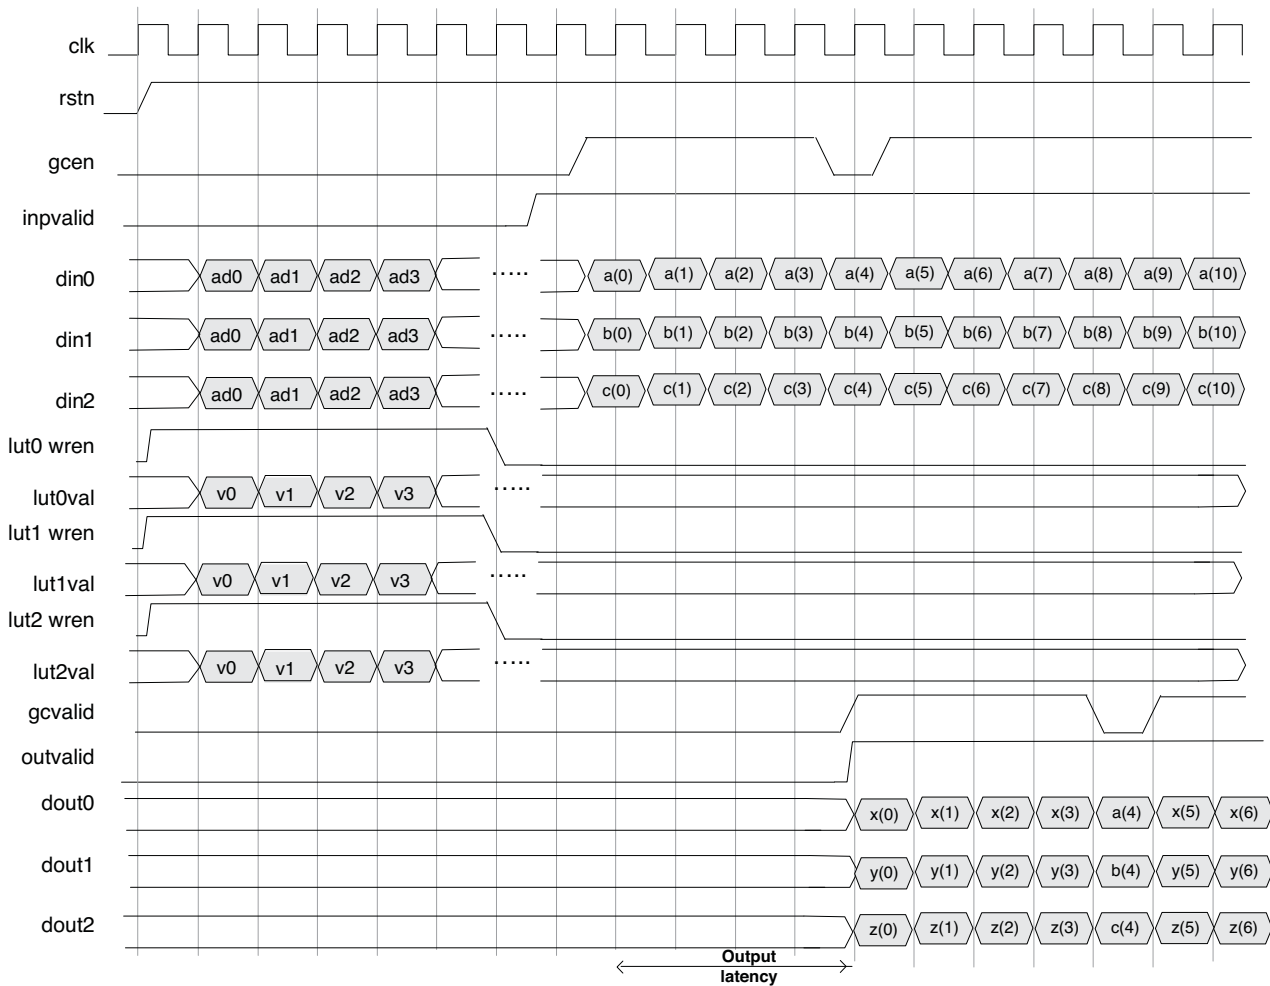 clk
rstn
gcen
inpvalid
din0 ad0 ad1 ad2 ad3 ..... a(0) a(1) a(2) a(3) a(4) a(5) a(6) a(7) a(8) a(9) a(10)
din1 ad0 ad1 ad2 ad3 ..... b(0) b(1) b(2) b(3) b(4) b(5) b(6) b(7) b(8) b(9) b(10)
din2 ad0 ad1 ad2 ad3 ..... c(0) c(1) c(2) c(3) c(4) c(5) c(6) c(7) c(8) c(9) c(10)
lut0 wren
lut0val v0 v1 v2 v3 .....
lut1 wren
lut1val v0 v1 v2 v3 .....
lut2 wren
lut2val v0 v1 v2 v3 .....
gcvalid
outvalid
dout0 x(0) x(1) x(2) x(3) a(4) x(5) x(6)
dout1 y(0) y(1) y(2) y(3) b(4) y(5) y(6)
dout2 z(0) z(1) z(2) z(3) c(4) z(5) z(6)
Output
latency